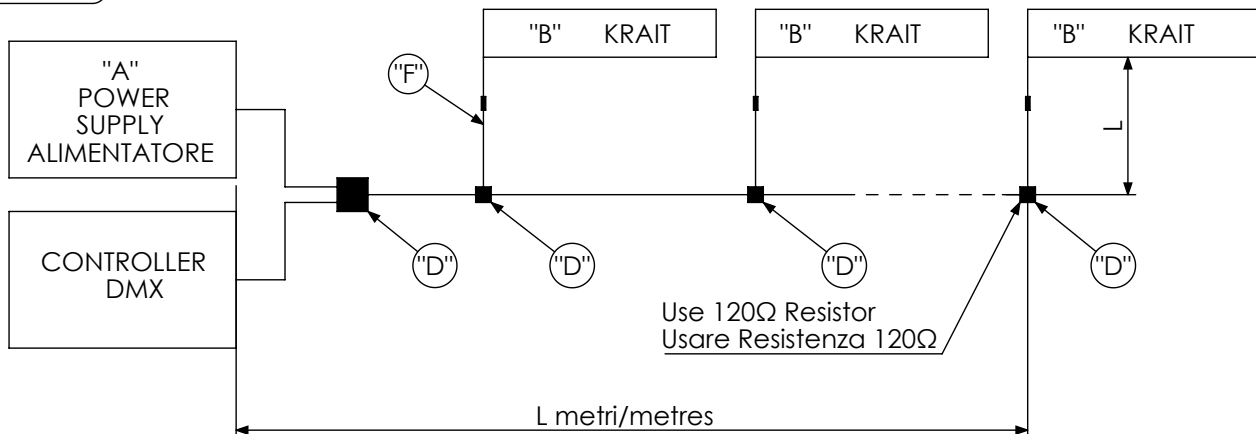 "A"
POWER
SUPPLY
ALIMENTATORE
CONTROLLER
DMX
"B" KRAIT
"B" KRAIT
"B" KRAIT
"F"
L
"D"
"D"
"D"
"D"
Use 120Ω Resistor
Usare Resistenza 120Ω
L metri/metres